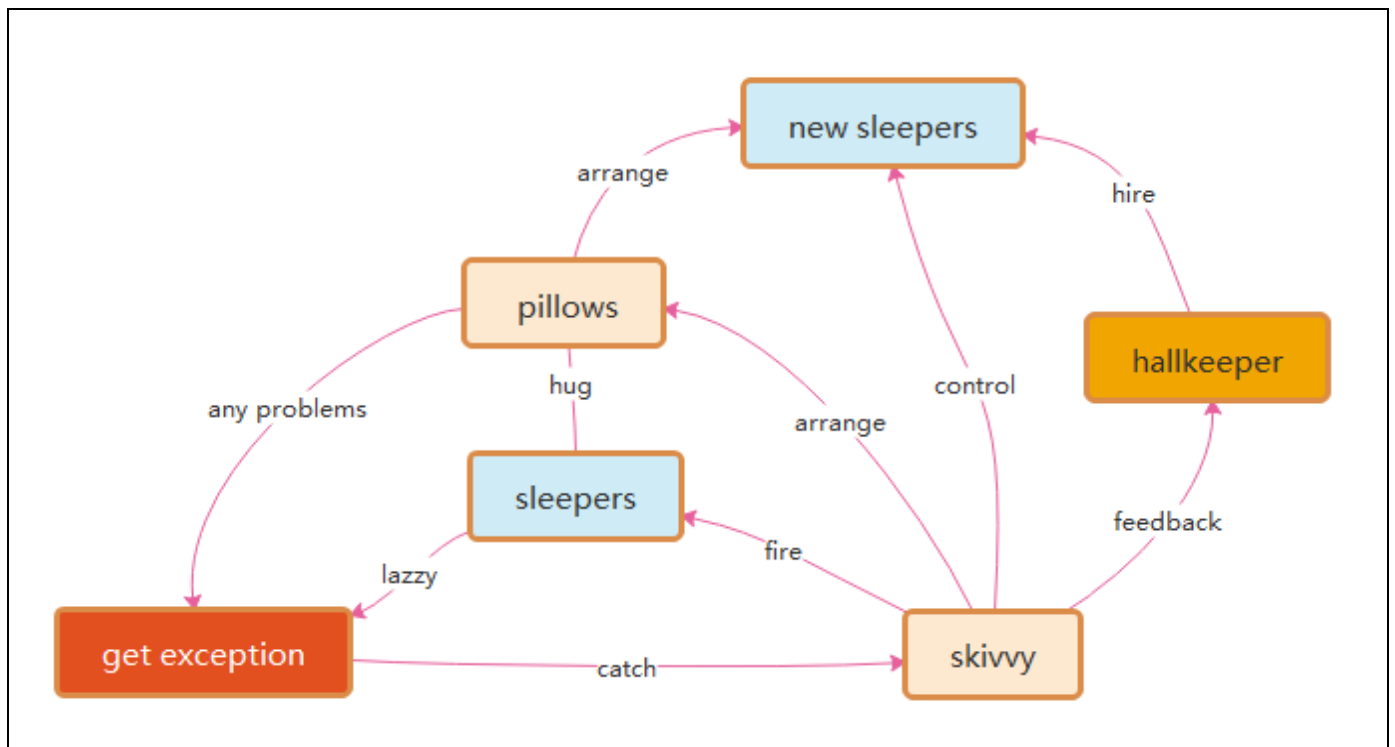 new sleepers
arrange
hire
pillows
hallkeeper
hug
control
any problems
arrange
sleepers
feedback
fire
lazzy
get exception
skivvy
catch